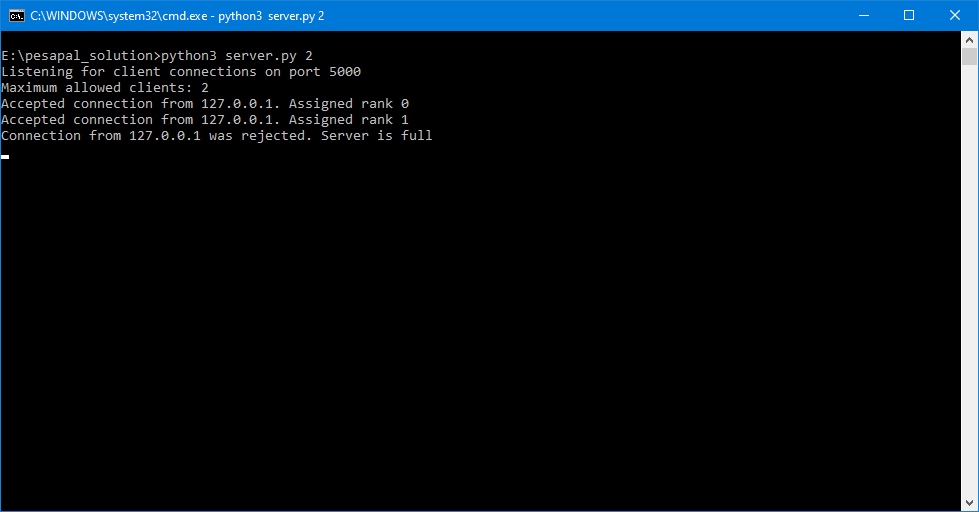 C:\WINDOWS\system32\cmd.exe - python3  server.py 2
E:\pesapal_solution>python3 server.py 2
Listening for client connections on port 5000
Maximum allowed clients: 2
Accepted connection from 127.0.0.1. Assigned rank 0
Accepted connection from 127.0.0.1. Assigned rank 1
Connection from 127.0.0.1 was rejected. Server is full